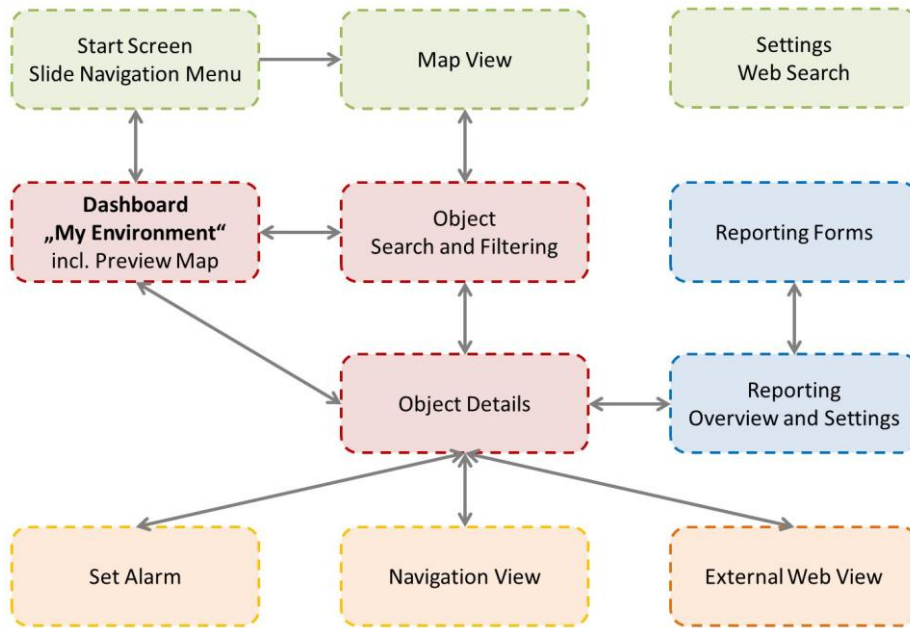 Start Screen
Slide Navigation Menu
Map View
Settings
Web Search
Dashboard
„My Environment“
incl. Preview Map
Object
Search and Filtering
Reporting Forms
Object Details
Reporting
Overview and Settings
Set Alarm
Navigation View
External Web View